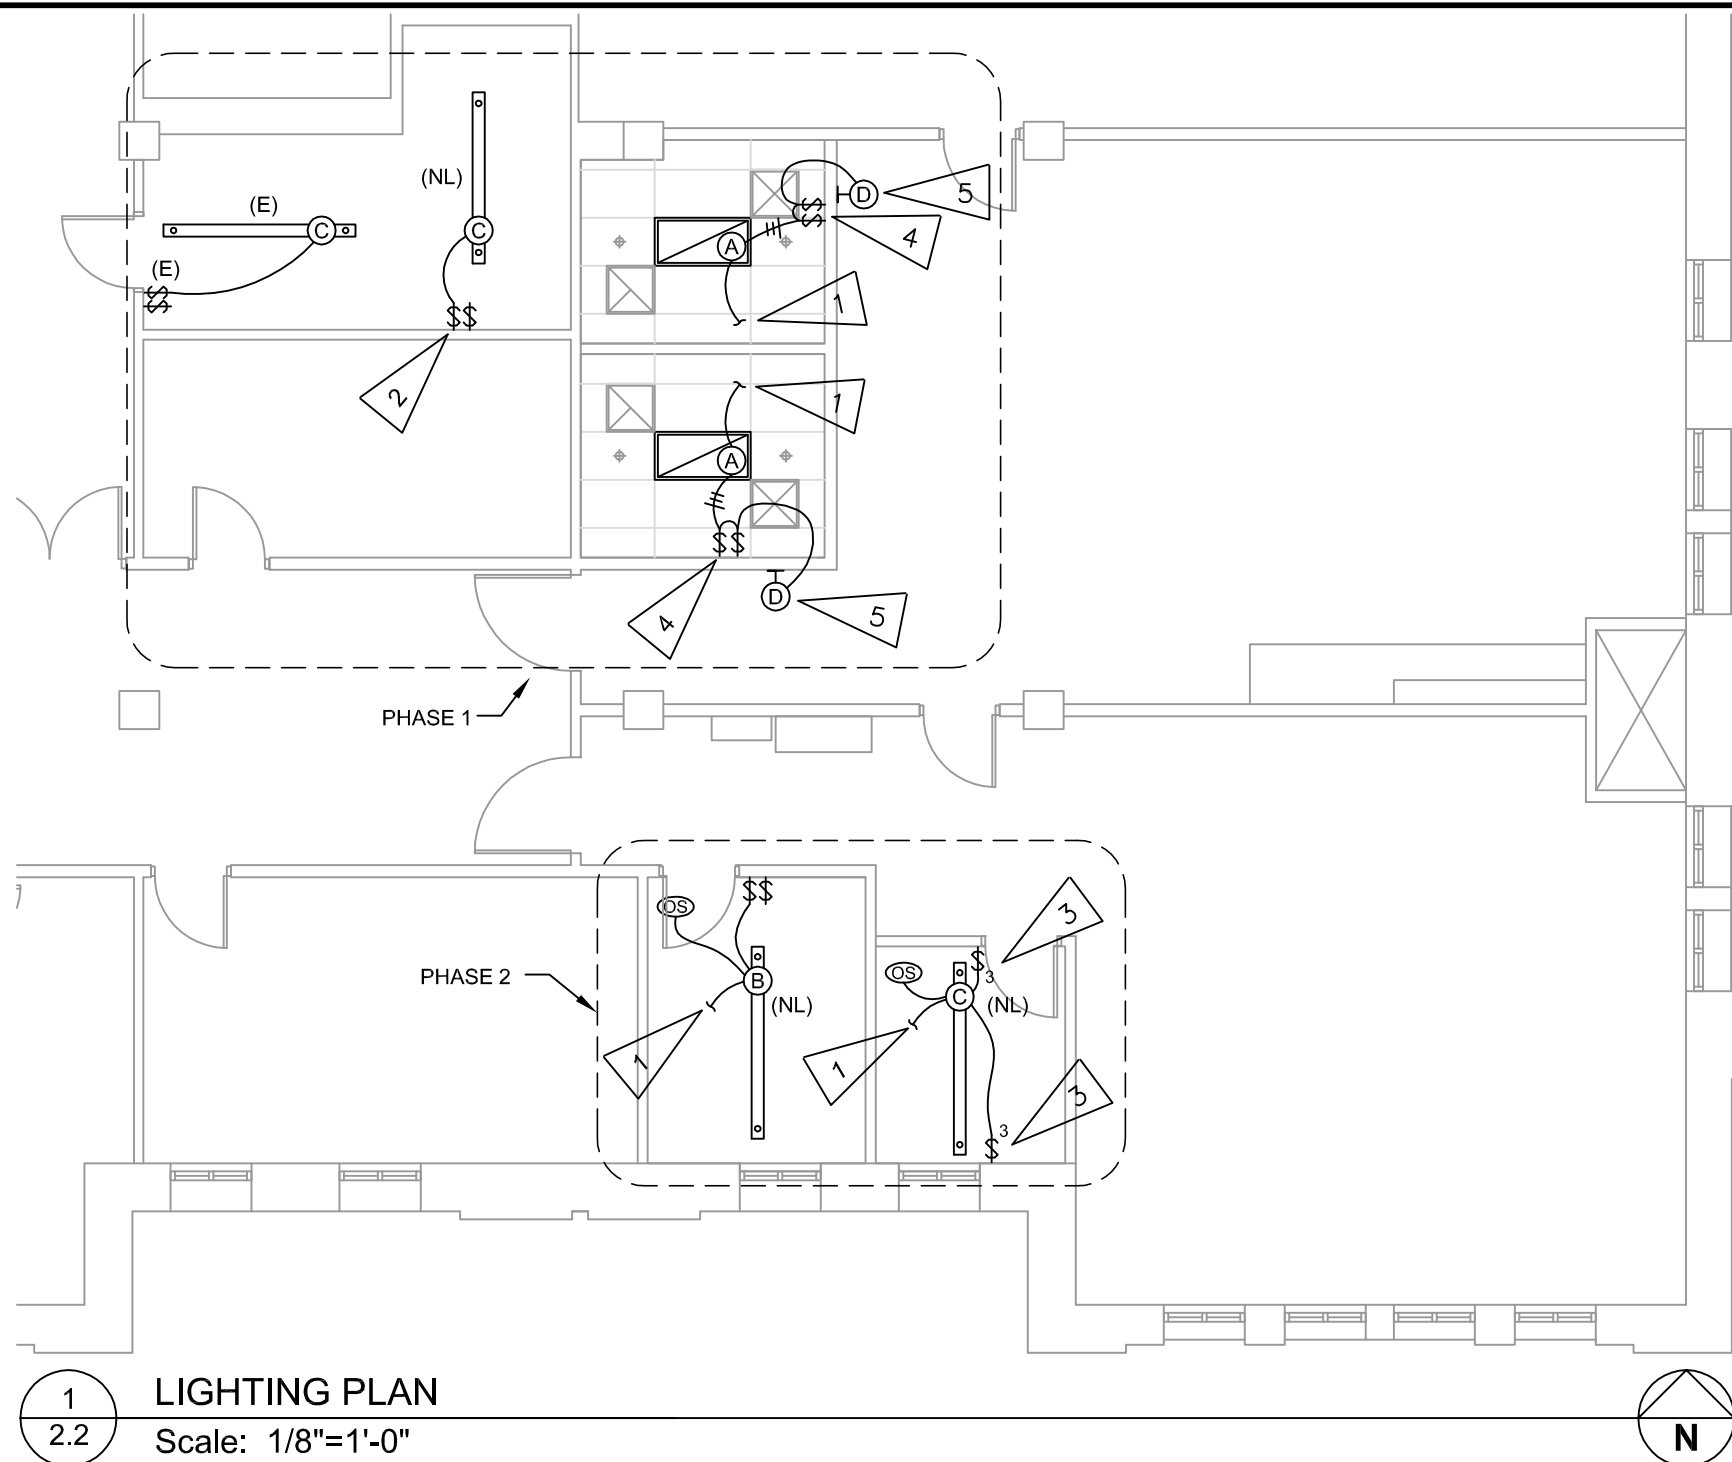 (NL)
(E)
C
C
(E)
$$
$$
2
D
5
$$
4
A
1
1
A
$$
4
D
5
PHASE 1
PHASE 2
OS
$$
B
(NL)
1
OS
$3
3
C
(NL)
1
$3
3
1
2.2
LIGHTING PLAN
Scale: 1/8"=1'-0"
N